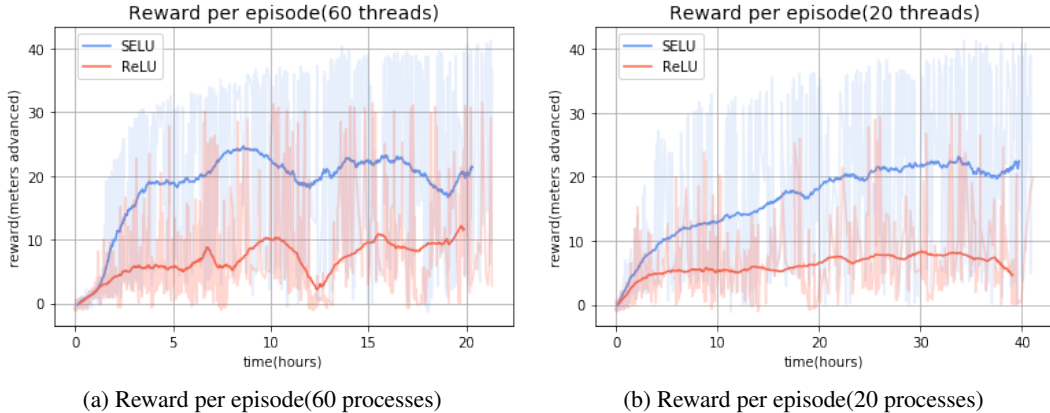 Reward per episode(60 threads)
SELU
ReLU
reward(meters advanced)
40
30
20
10
0
0 5 10 15 20
time(hours)
(a) Reward per episode(60 processes)
Reward per episode(20 threads)
SELU
ReLU
reward(meters advanced)
40
30
20
10
0
0 10 20 30 40
time(hours)
(b) Reward per episode(20 processes)